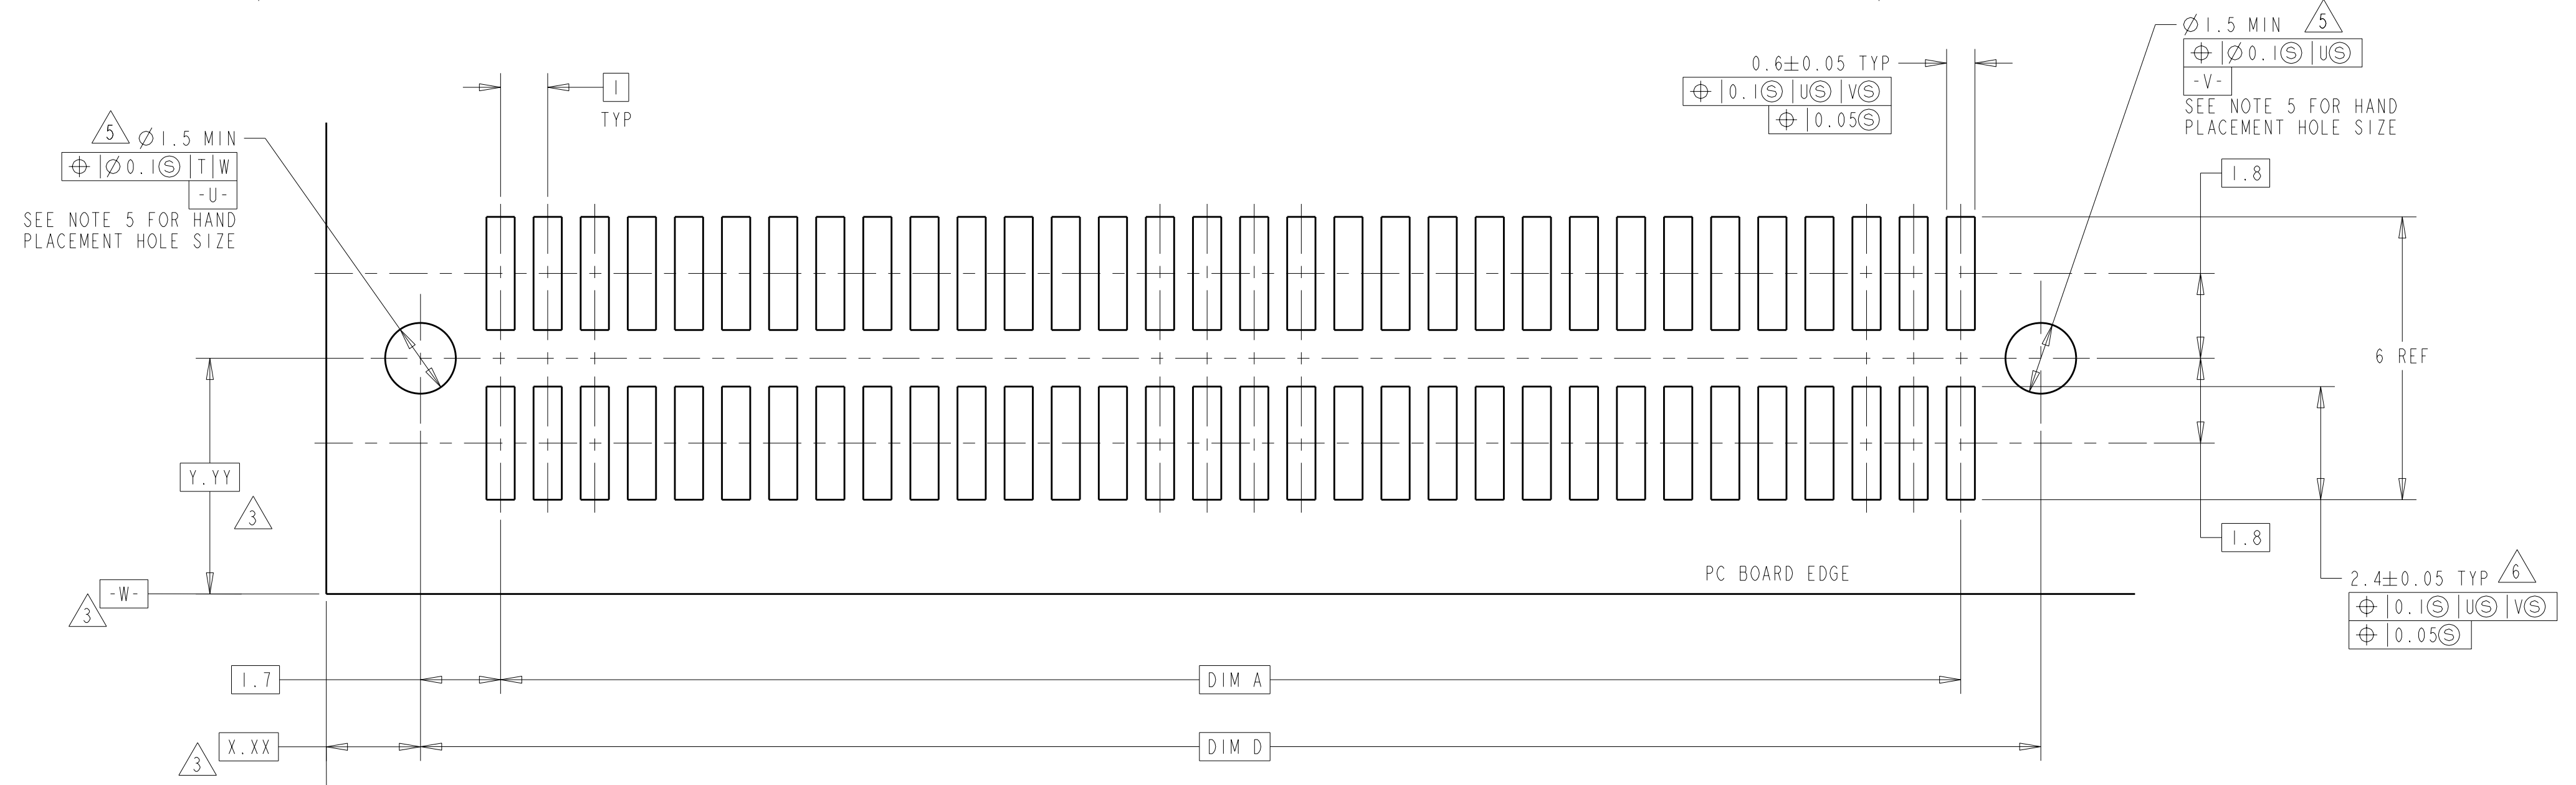 5 Ø1.5 MIN
⌖ Ø0.1Ⓢ T W
-U-
SEE NOTE 5 FOR HAND
PLACEMENT HOLE SIZE
1
TYP
0.6±0.05 TYP
⌖ 0.1Ⓢ UⓈ VⓈ
⌖ 0.05Ⓢ
Ø1.5 MIN 5
⌖ Ø0.1Ⓢ UⓈ
-V-
SEE NOTE 5 FOR HAND
PLACEMENT HOLE SIZE
1.8
6 REF
Y.YY
3
1.8
-W-
3
PC BOARD EDGE
2.4±0.05 TYP 6
⌖ 0.1Ⓢ UⓈ VⓈ
⌖ 0.05Ⓢ
1.7
DIM A
3 X.XX
DIM D